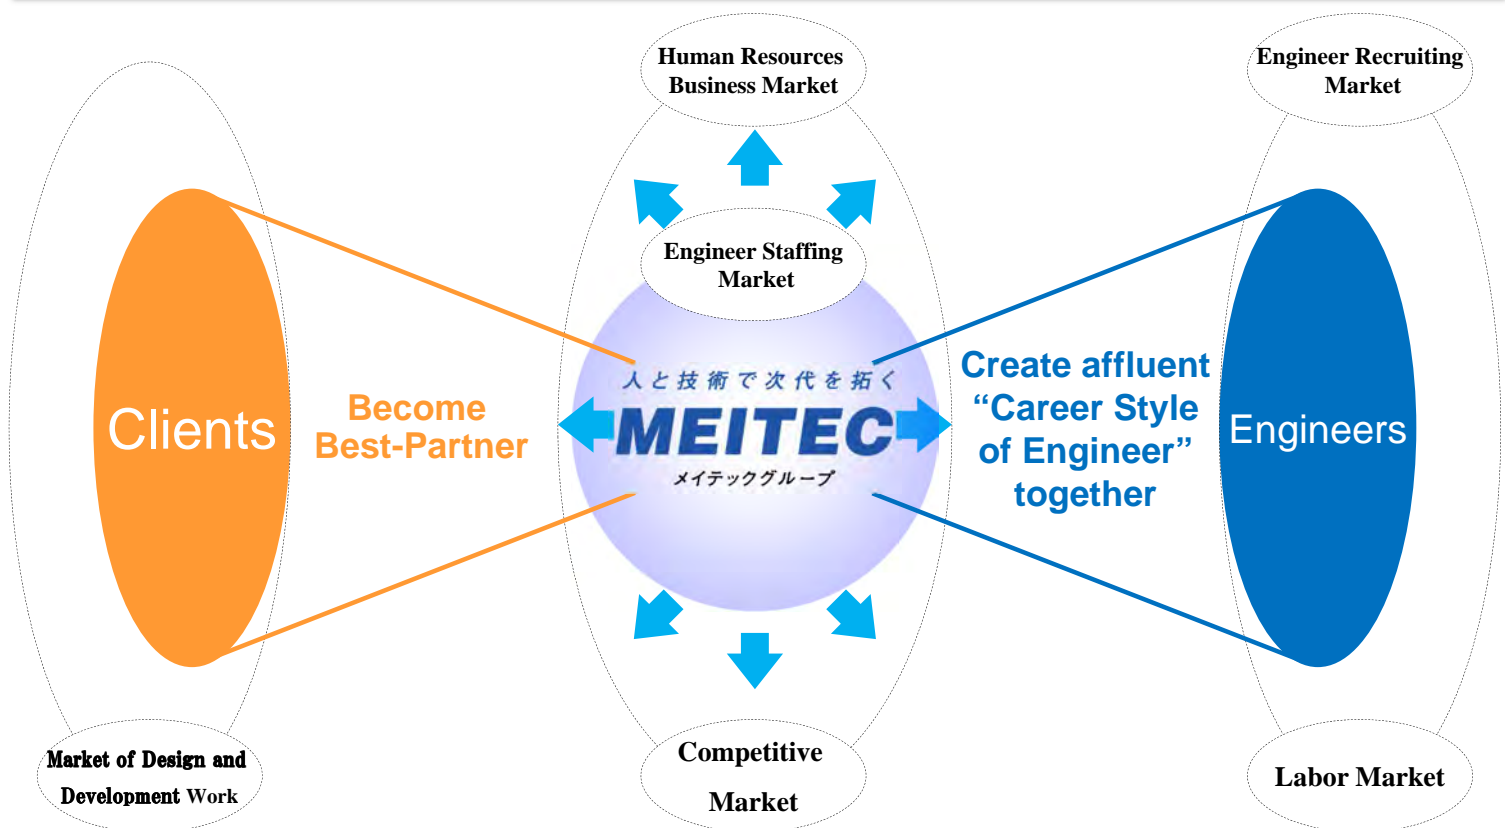 Human Resources
Business Market
Engineer Recruiting
Market
Engineer Staffing
Market
Clients
Become
Best-Partner
人と技術で次代を拓く
MEITEC
メイテックグループ
Create affluent
“Career Style
of Engineer”
together
Engineers
Market of Design and
Development Work
Competitive
Market
Labor Market